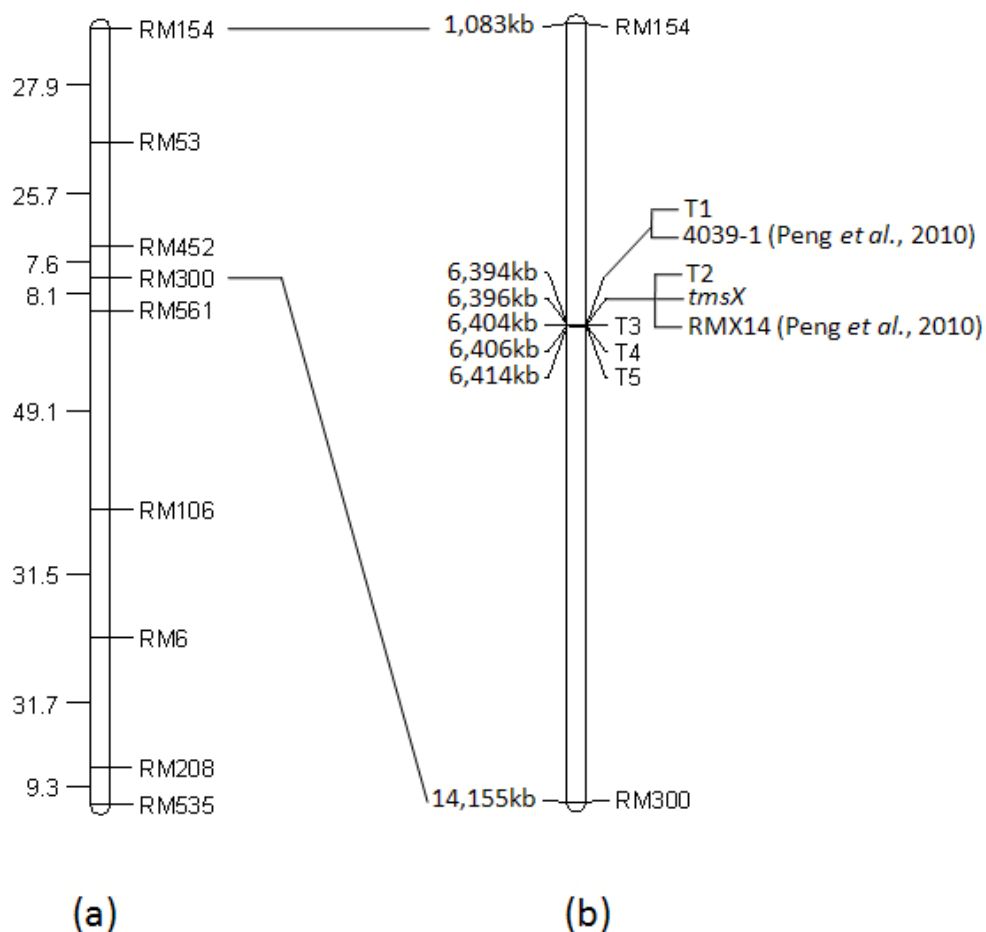 RM154
27.9
RM53
25.7
RM452
7.6
RM300
8.1
RM561
49.1
RM106
31.5
RM6
31.7
RM208
9.3
RM535
(a)
1,083kb
RM154
T1
4039-1 (Peng et al., 2010)
6,394kb
T2
6,396kb
tmsX
6,404kb
T3
RMX14 (Peng et al., 2010)
6,406kb
T4
6,414kb
T5
14,155kb
RM300
(b)